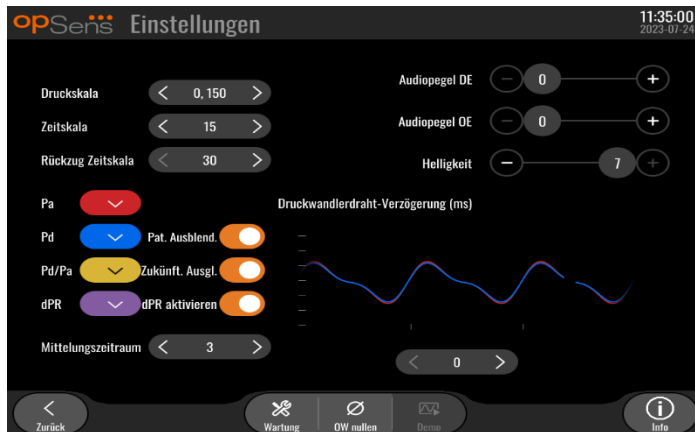 opSens Einstellungen
11:35:00
2023-07-24
Druckskala < 0, 150 >
Zeitskala < 15 >
Rückzug Zeitskala < 30 >
Audiopegel DE − 0 +
Audiopegel OE − 0 +
Helligkeit − 7 +
Pa
Pd Pat. Ausblend.
Pd/Pa Zukünft. Ausgl.
dPR dPR aktivieren
Mittelungszeitraum < 3 >
Druckwandlerdraht-Verzögerung (ms)
< 0 >
Zurück
Wartung
OW nullen
Demo
Info